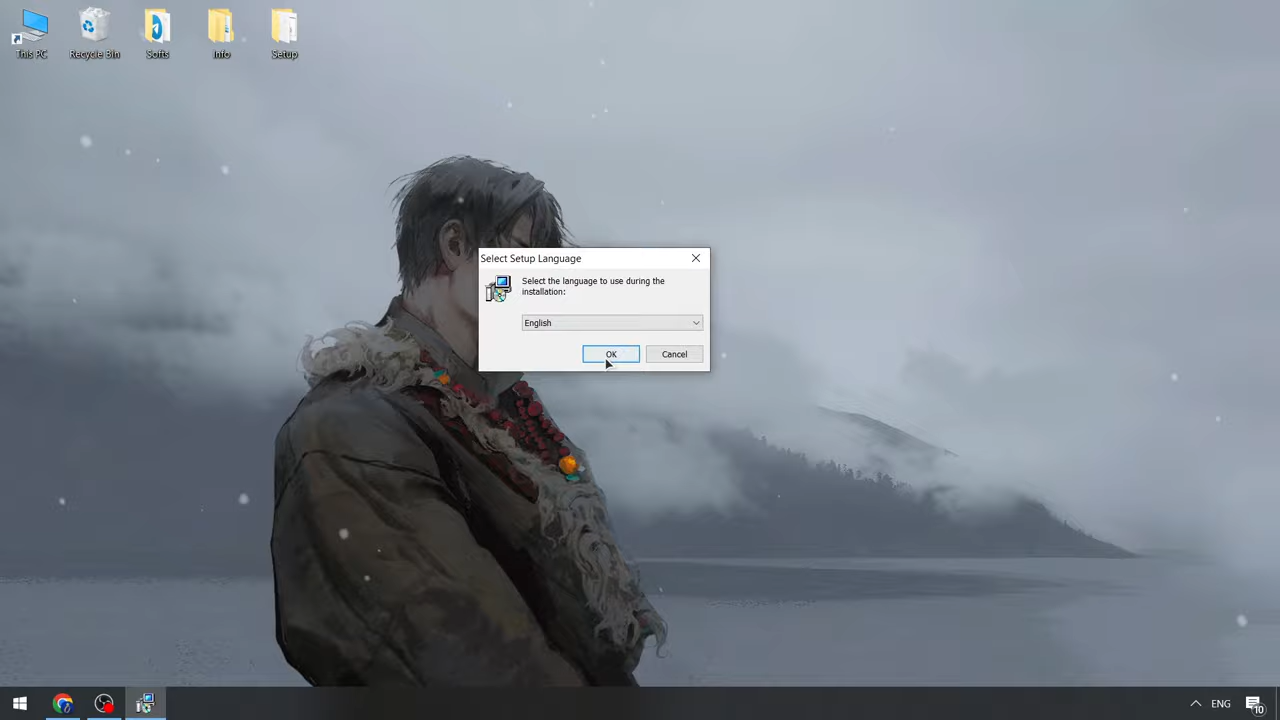 This PC
Recycle Bin
Softs
Info
Setup
Select Setup Language
Select the language to use during the
installation:
English
OK
Cancel
ENG
10